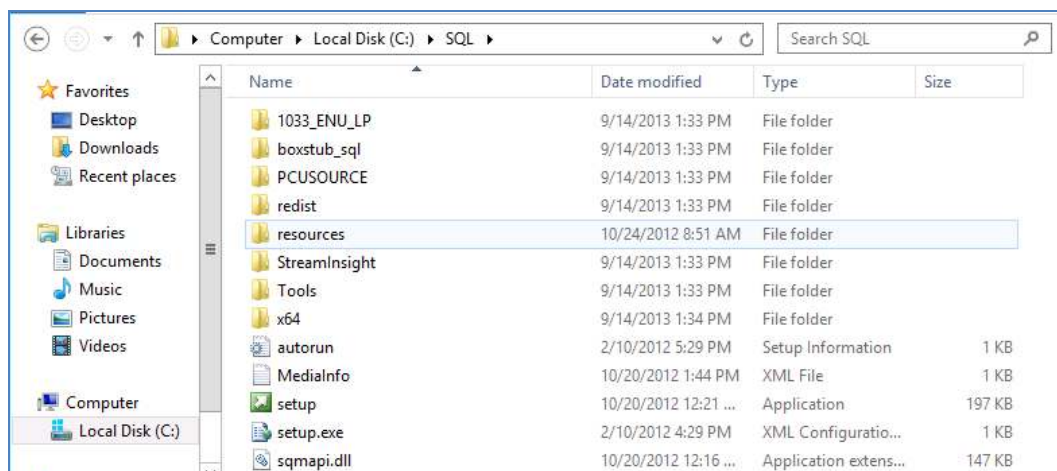 Computer Local Disk (C:) SQL Search SQL
Favorites
Desktop
Downloads
Recent places
Libraries
Documents
Music
Pictures
Videos
Computer
Local Disk (C:)
Name Date modified Type Size
1033_ENU_LP 9/14/2013 1:33 PM File folder
boxstub_sql 9/14/2013 1:33 PM File folder
PCUSOURCE 9/14/2013 1:33 PM File folder
redist 9/14/2013 1:33 PM File folder
resources 10/24/2012 8:51 AM File folder
StreamInsight 9/14/2013 1:33 PM File folder
Tools 9/14/2013 1:33 PM File folder
x64 9/14/2013 1:34 PM File folder
autorun 2/10/2012 5:29 PM Setup Information 1 KB
MediaInfo 10/20/2012 1:44 PM XML File 1 KB
setup 10/20/2012 12:21 ... Application 197 KB
setup.exe 2/10/2012 4:29 PM XML Configuratio... 1 KB
sqmapi.dll 10/20/2012 12:16 ... Application extens... 147 KB